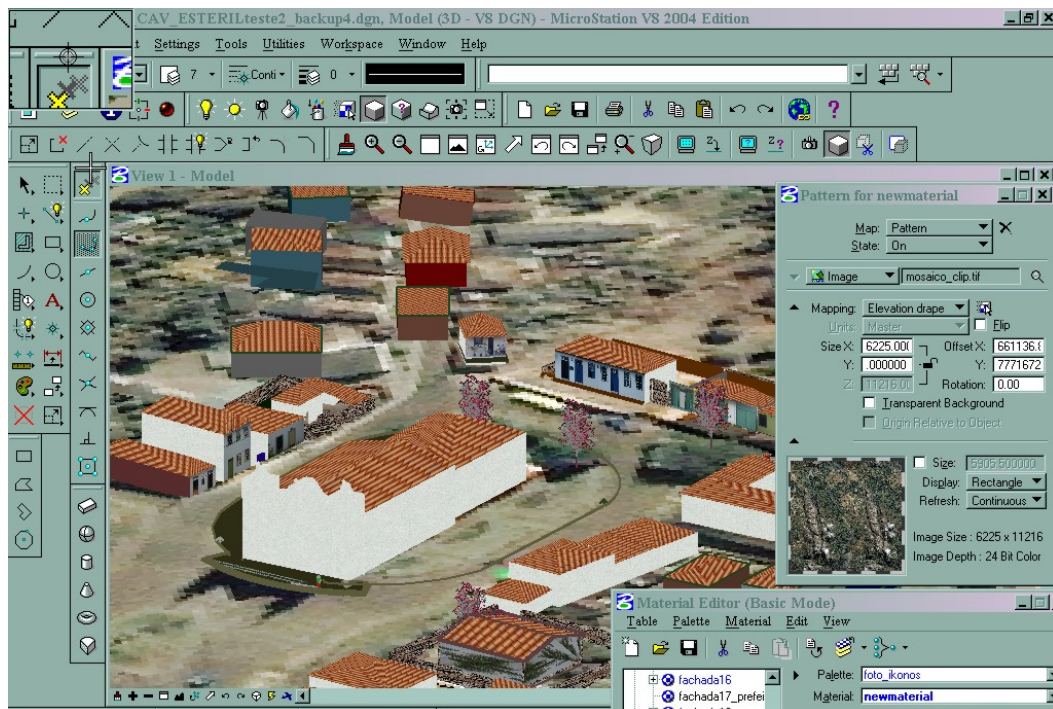 CAV_ESTERILteste2_backup4.dgn, Model (3D - V8 DGN) - MicroStation V8 2004 Edition
Settings Tools Utilities Workspace Window Help
7 Conti 0
View 1 - Model
Pattern for newmaterial
Map: Pattern
State: On
Image mosaico_clip.tif
Mapping: Elevation drape
Units: Master Flip
Size X: 6225.00( Offset X: 661136.8
Y: .000000 Y: 7771672
Z: 11216.0( Rotation: 0.00
Transparent Background
Origin Relative to Object
Size: 5905.500000
Display: Rectangle
Refresh: Continuous
Image Size : 6225 x 11216
Image Depth : 24 Bit Color
Material Editor (Basic Mode)
Table Palette Material Edit View
fachada16 Palette: foto_ikonos
fachada17_prefei Material: newmaterial